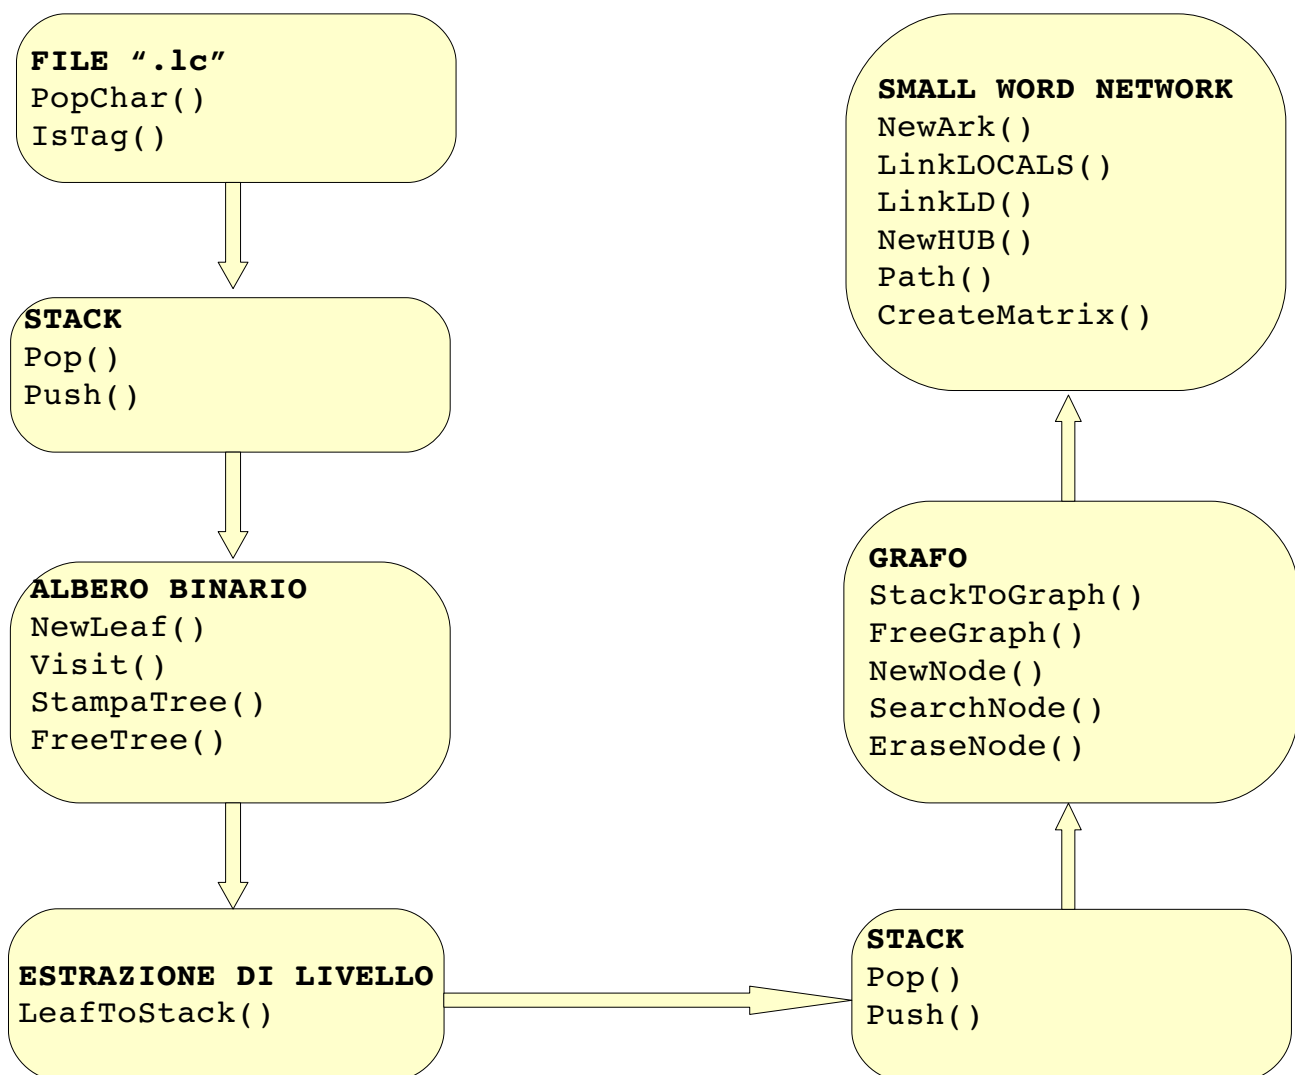 FILE “.lc”
PopChar()
IsTag()
STACK
Pop()
Push()
ALBERO BINARIO
NewLeaf()
Visit()
StampaTree()
FreeTree()
ESTRAZIONE DI LIVELLO
LeafToStack()
STACK
Pop()
Push()
GRAFO
StackToGraph()
FreeGraph()
NewNode()
SearchNode()
EraseNode()
SMALL WORD NETWORK
NewArk()
LinkLOCALS()
LinkLD()
NewHUB()
Path()
CreateMatrix()